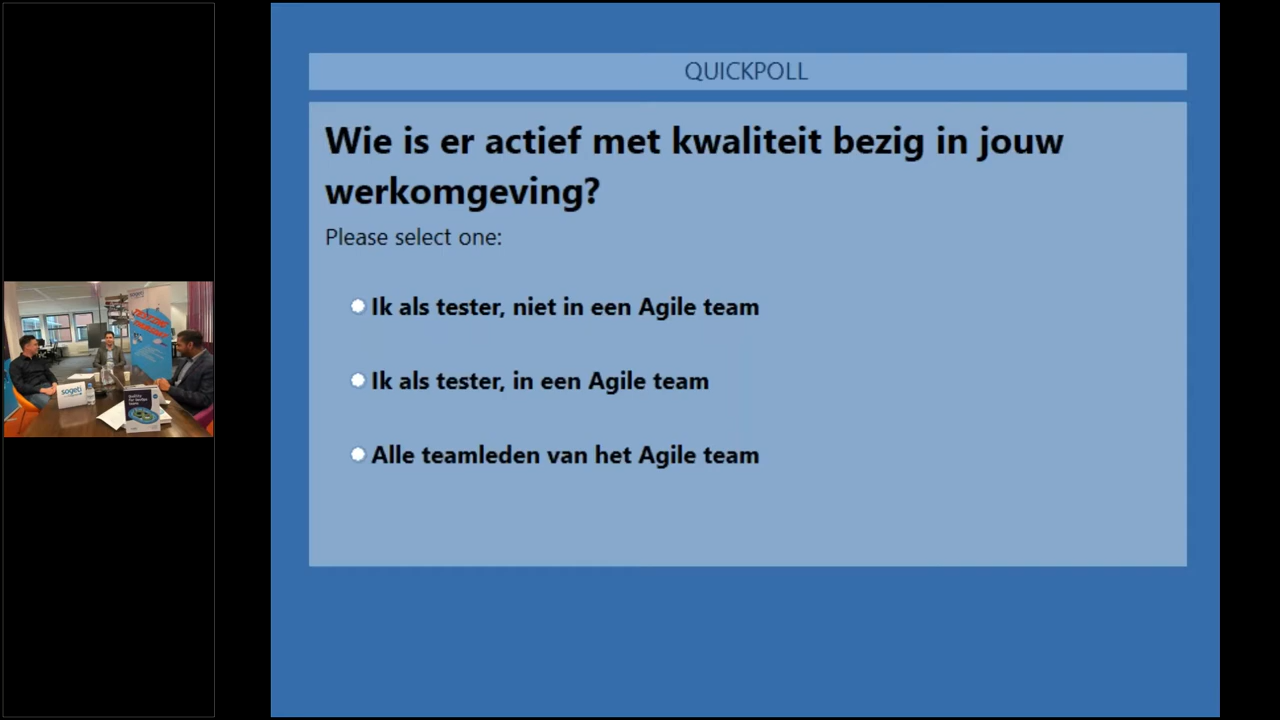 QUICKPOLL
Wie is er actief met kwaliteit bezig in jouw
werkomgeving?
Please select one:
Ik als tester, niet in een Agile team
Ik als tester, in een Agile team
Alle teamleden van het Agile team
sogeti